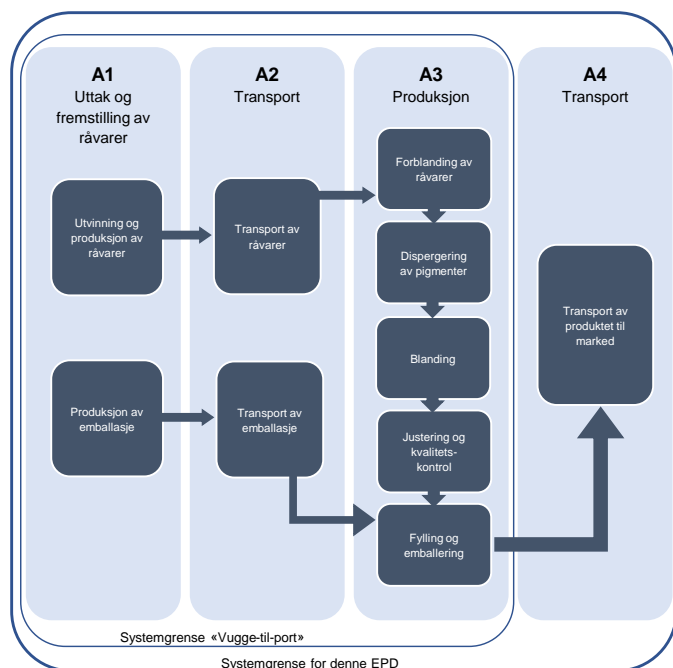 A1
Uttak og
fremstilling av
råvarer
A2
Transport
A3
Produksjon
A4
Transport
Utvinning og
produksjon av
råvarer
Transport av
råvarer
Forblanding av
råvarer
Dispergering
av pigmenter
Blanding
Justering og
kvalitets-
kontrol
Fylling og
emballering
Produksjon av
emballasje
Transport av
emballasje
Transport av
produktet til
marked
Systemgrense «Vugge-til-port»
Systemgrense for denne EPD